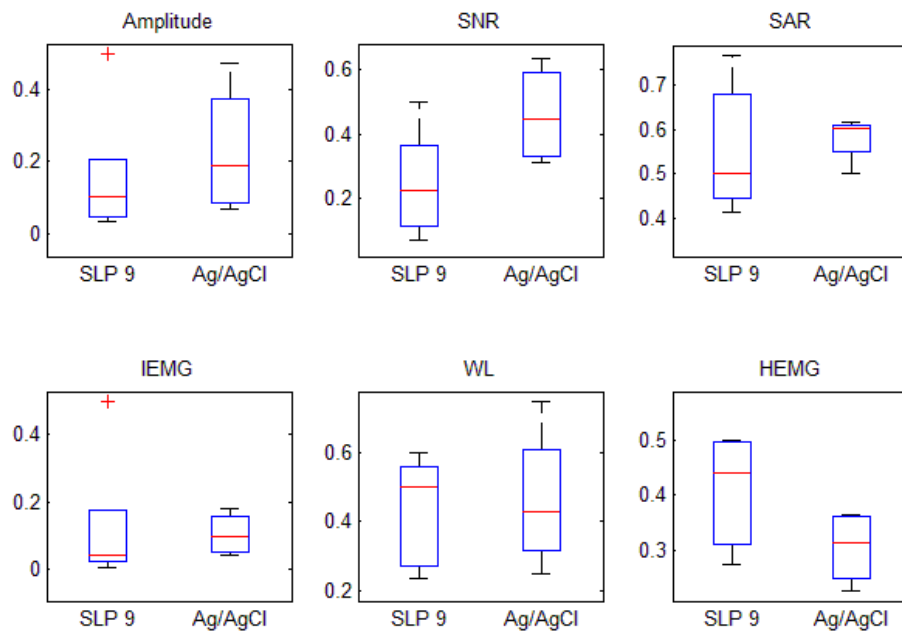 Amplitude
SNR
SAR
0.4
0.2
0
SLP 9
Ag/AgCl
0.6
0.4
0.2
SLP 9
Ag/AgCl
0.7
0.6
0.5
0.4
SLP 9
Ag/AgCl
IEMG
WL
HEMG
0.4
0.2
0
SLP 9
Ag/AgCl
0.6
0.4
0.2
SLP 9
Ag/AgCl
0.5
0.4
0.3
SLP 9
Ag/AgCl